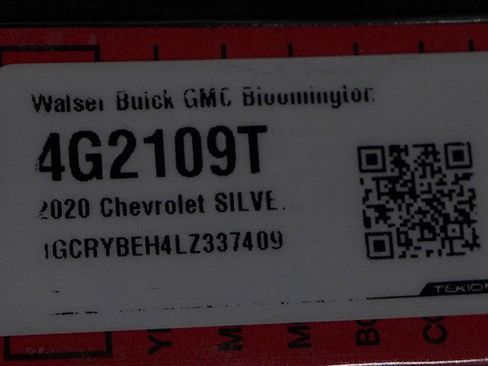 Walser Buick GMC Bloomington
4G2109T
2020 Chevrolet SILVE...
1GCRYBEH4LZ337409
TEKION